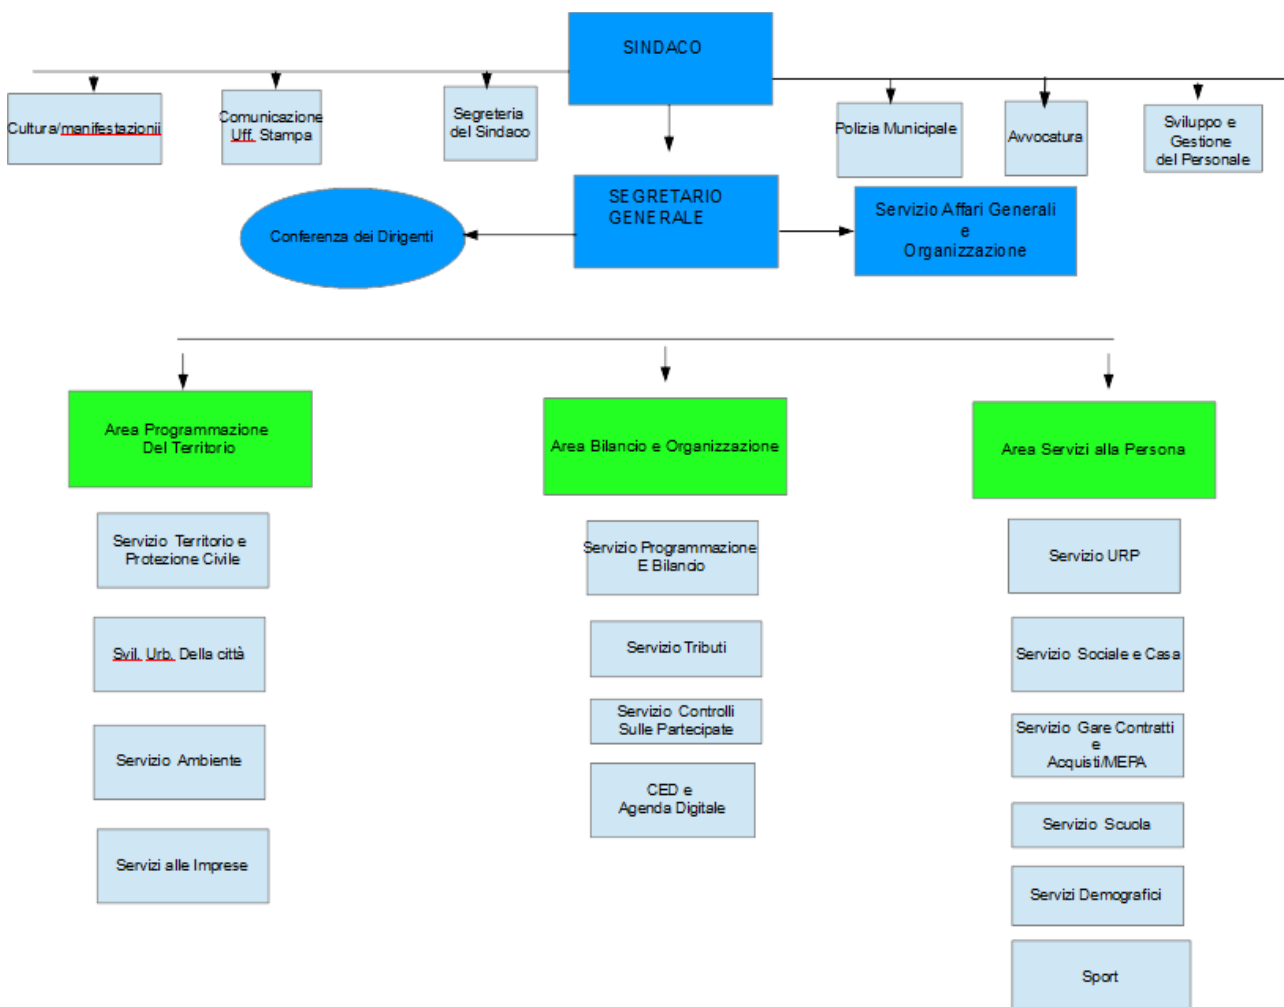 SINDACO
Cultura/manifestazionii
Comunicazione
Uff. Stampa
Segreteria
del Sindaco
Polizia Municipale
Avvocatura
Sviluppo e
Gestione
del Personale
Conferenza dei Dirigenti
SEGRETARIO
GENERALE
Servizio Affari Generali
e
Organizzazione
Area Programmazione
Del Territorio
Area Bilancio e Organizzazione
Area Servizi alla Persona
Servizio Territorio e
Protezione Civile
Svil. Urb. Della città
Servizio Ambiente
Servizi alle Imprese
Servizio Programmazione
E Bilancio
Servizio Tributi
Servizio Controlli
Sulle Partecipate
CED e
Agenda Digitale
Servizio URP
Servizio Sociale e Casa
Servizio Gare Contratti
e
Acquisti/MEPA
Servizio Scuola
Servizi Demografici
Sport